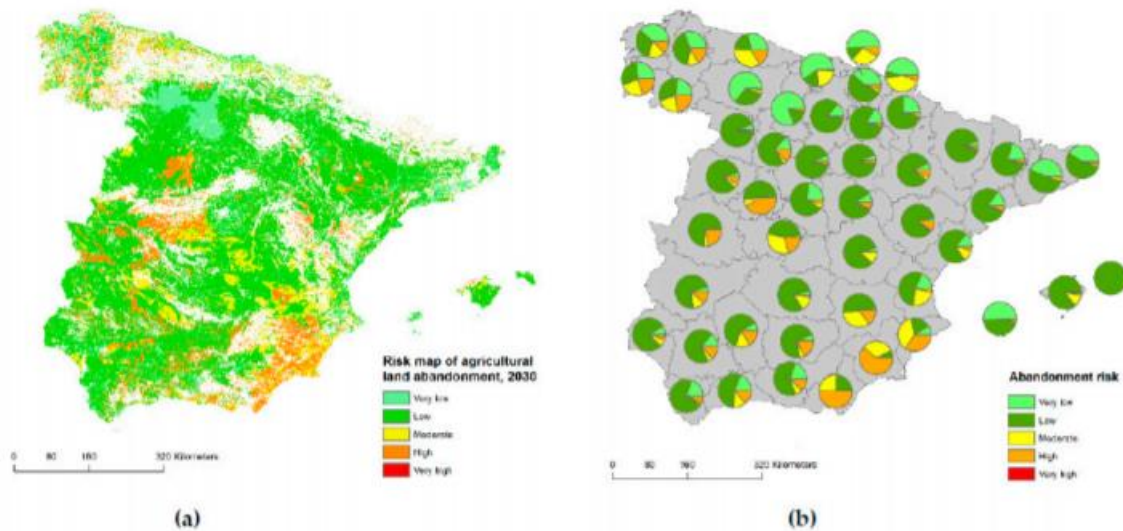 Risk map of agricultural
land abandonment, 2030
Very low
Low
Moderate
High
Very high
0 80 160 320 Kilometers
(a)
Abandonment risk
Very low
Low
Moderate
High
Very high
0 80 160 320 Kilometers
(b)